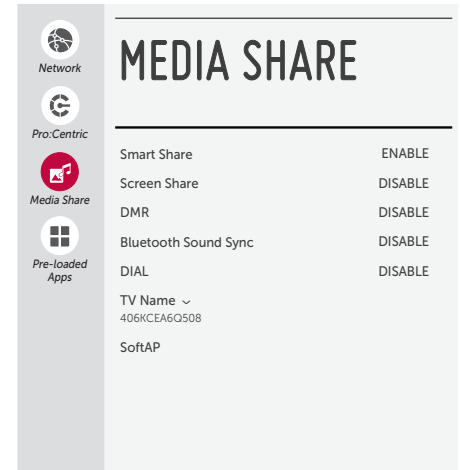 Network
Pro:Centric
Media Share
Pre-loaded
Apps
MEDIA SHARE
Smart Share ENABLE
Screen Share DISABLE
DMR DISABLE
Bluetooth Sound Sync DISABLE
DIAL DISABLE
TV Name
406KCEA6Q508
SoftAP